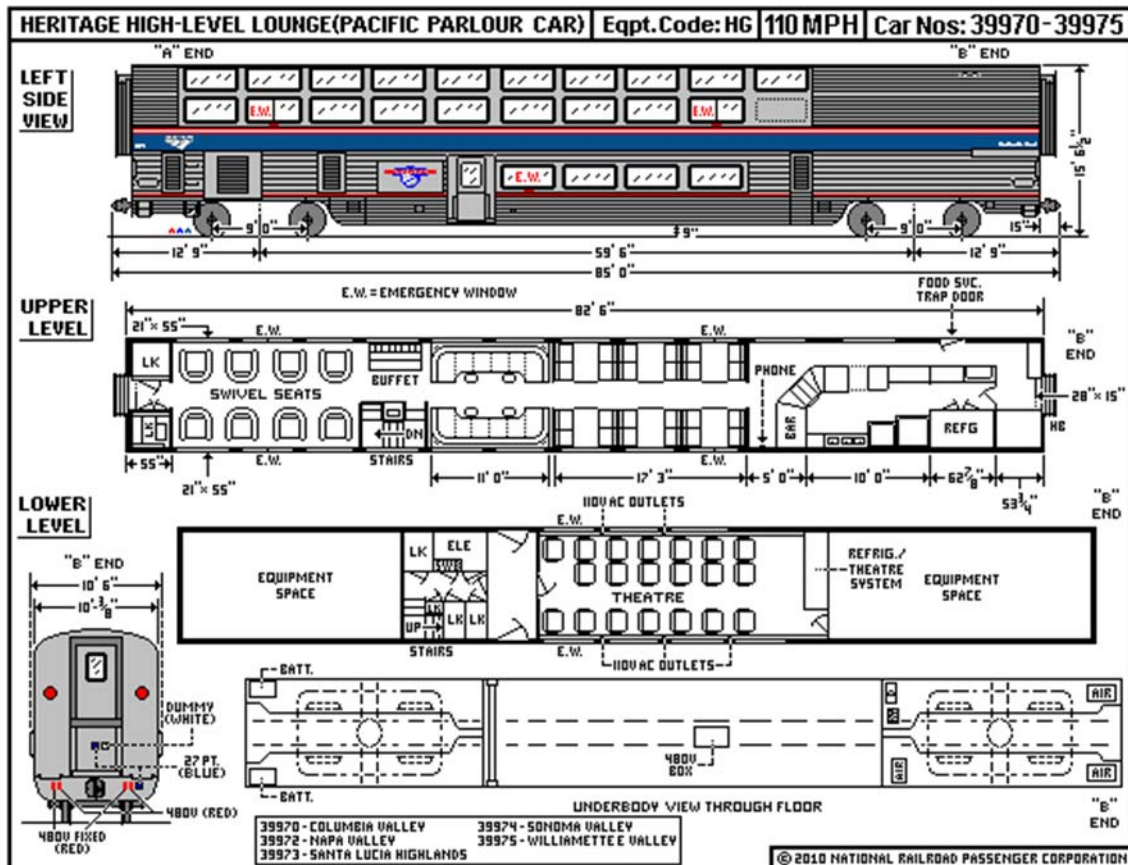 HERITAGE HIGH-LEVEL LOUNGE(PACIFIC PARLOUR CAR) Eqpt.Code: HG 110 MPH Car Nos: 39970-39975
"A" END "B" END
LEFT
SIDE
VIEW
E.W. E.W.
E.W.
15' 6½"
9' 0" 9" 9' 0" 15"
12' 9" 59' 6" 12' 9"
85' 0"
E.W. = EMERGENCY WINDOW
FOOD SVC.
TRAP DOOR
UPPER
LEVEL
82' 6"
21"× 55" E.W. E.W.
"B"
END
LK
BUFFET
PHONE
SWIVEL SEATS
28" × 15"
LK
DN
BAR
REFG
HB
E.W. STAIRS E.W.
55" 11' 0" 17' 3" 5' 0" 10' 0" 62⅞"
21"× 55"
53¾"
LOWER
LEVEL
110V AC OUTLETS
E.W.
"B"
END
LK ELE
SWB
EQUIPMENT
SPACE
THEATRE
REFRIG./
THEATRE
SYSTEM
EQUIPMENT
SPACE
LK
UP LK LK
STAIRS
E.W.
110V AC OUTLETS
"B" END
10' 6"
10'-⅜"
DUMMY
(WHITE)
27 PT.
(BLUE)
480V (RED)
480V FIXED
(RED)
BATT.
AIR
480V
BOX
AIR
AIR
BATT.
UNDERBODY VIEW THROUGH FLOOR
"B"
END
39970 - COLUMBIA VALLEY 39974 - SONOMA VALLEY
39972 - NAPA VALLEY 39975 - WILLIAMETTE E VALLEY
39973 - SANTA LUCIA HIGHLANDS
© 2010 NATIONAL RAILROAD PASSENGER CORPORATION